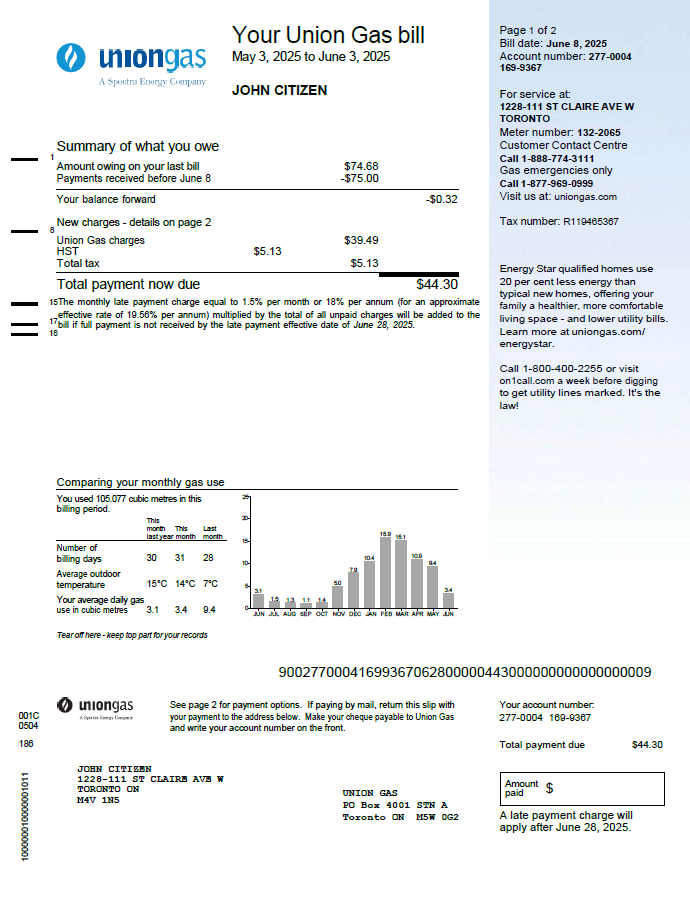 uniongas
A Spectra Energy Company
Your Union Gas bill
May 3, 2025 to June 3, 2025
JOHN CITIZEN
Page 1 of 2
Bill date: June 8, 2025
Account number: 277-0004
169-9367
For service at:
1228-111 ST CLAIRE AVE W
TORONTO
Meter number: 132-2065
Customer Contact Centre
Call 1-888-774-3111
Gas emergencies only
Call 1-877-969-0999
Visit us at: uniongas.com
Tax number: R119465367
Energy Star qualified homes use
20 per cent less energy than
typical new homes, offering your
family a healthier, more comfortable
living space - and lower utility bills.
Learn more at uniongas.com/
energystar.
Call 1-800-400-2255 or visit
on1call.com a week before digging
to get utility lines marked. It's the
law!
Summary of what you owe
1
Amount owing on your last bill $74.68
Payments received before June 8 -$75.00
Your balance forward -$0.32
New charges - details on page 2
8
Union Gas charges $39.49
HST $5.13
Total tax $5.13
Total payment now due $44.30
15 The monthly late payment charge equal to 1.5% per month or 18% per annum (for an approximate
effective rate of 19.56% per annum) multiplied by the total of all unpaid charges will be added to the
17 bill if full payment is not received by the late payment effective date of June 28, 2025.
18
Comparing your monthly gas use
You used 105.077 cubic metres in this
billing period.
This
month This Last
last year month month
Number of
billing days 30 31 28
Average outdoor
temperature 15°C 14°C 7°C
Your average daily gas
use in cubic metres 3.1 3.4 9.4
25
20
15
10
5
0
3.1 1.5 1.3 1.1 1.4 5.0 7.9 10.4 15.9 15.1 10.9 9.4 3.4
JUN JUL AUG SEP OCT NOV DEC JAN FEB MAR APR MAY JUN
Tear off here - keep top part for your records
9002770004169936706280000044300000000000000009
001C
0504
186
1000000100000001011
uniongas
A Spectra Energy Company
See page 2 for payment options. If paying by mail, return this slip with
your payment to the address below. Make your cheque payable to Union Gas
and write your account number on the front.
Your account number:
277-0004 169-9367
Total payment due $44.30
JOHN CITIZEN
1228-111 ST CLAIRE AVE W
TORONTO ON
M4V 1N5
UNION GAS
PO Box 4001 STN A
Toronto ON M5W 0G2
Amount
paid $
A late payment charge will
apply after June 28, 2025.